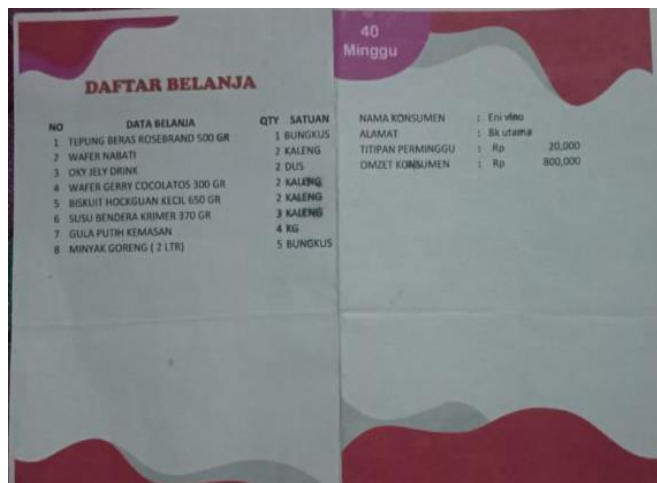 DAFTAR BELANJA
NO DATA BELANJA QTY SATUAN
1 TEPUNG BERAS ROSEBRAND 500 GR 1 BUNGKUS
2 WAFER NABATI 2 KALENG
3 OKY JELY DRINK 2 DUS
4 WAFER GERRY COCOLATOS 300 GR 2 KALENG
5 BISKUIT HOCKGUAN KECIL 650 GR 2 KALENG
6 SUSU BENDERA KRIMER 370 GR 3 KALENG
7 GULA PUTIH KEMASAN 4 KG
8 MINYAK GORENG ( 2 LTR) 5 BUNGKUS
40
Minggu
NAMA KONSUMEN : Eni vino
ALAMAT : Bk utama
TITIPAN PERMINGGU : Rp 20,000
OMZET KONSUMEN : Rp 800,000